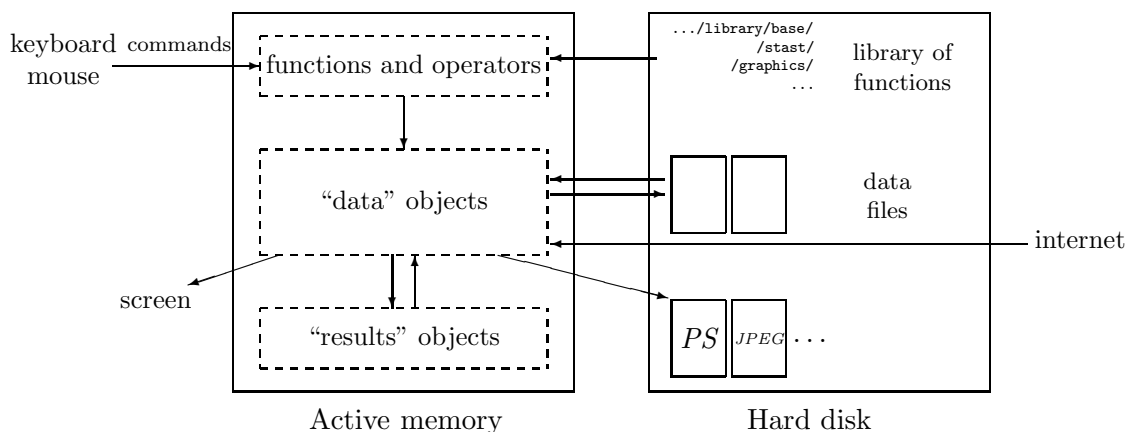 keyboard
mouse
commands
functions and operators
“data” objects
“results” objects
screen
Active memory
.../library/base/
/stast/
/graphics/
...
library of
functions
data
files
internet
PS
JPEG
...
Hard disk